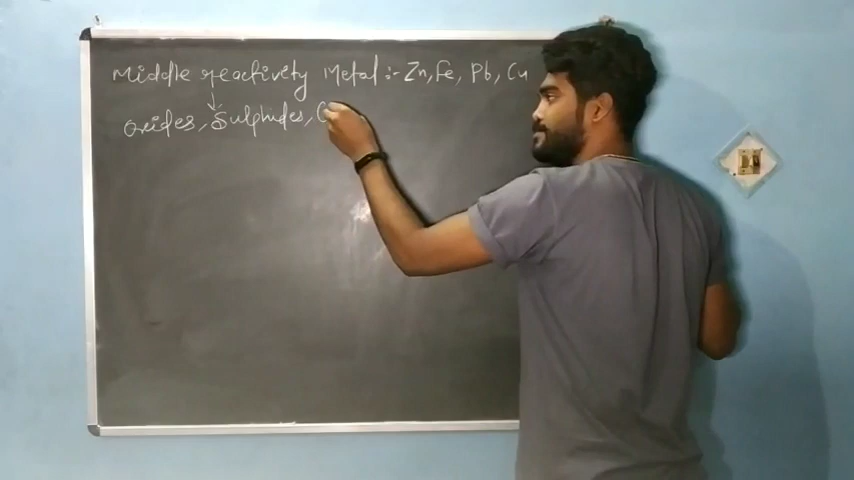 Middle reactivity Metal :- Zn, Fe, Pb, Cu
Oxides, Sulphides, C